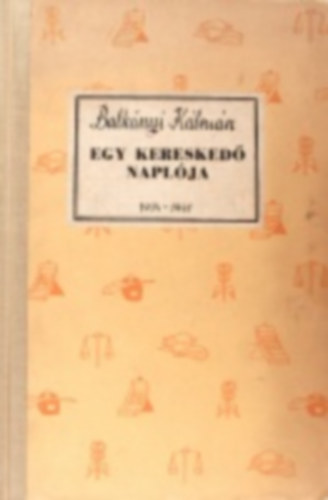 Balkányi Kálmán
EGY KERESKEDŐ
NAPLÓJA